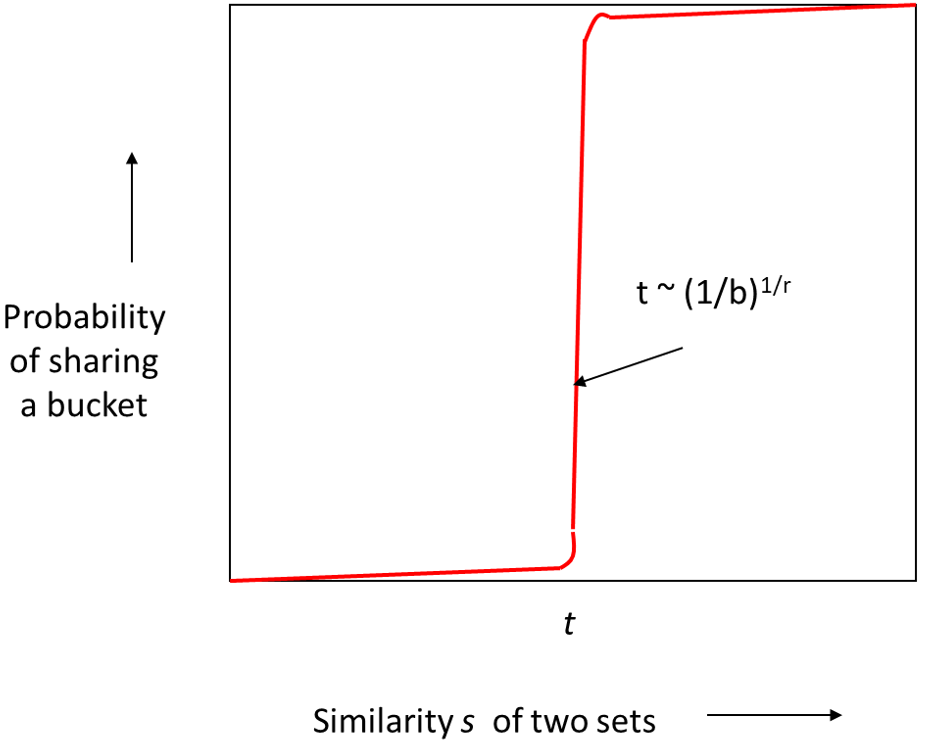 t ~ (1/b)^1/r
Probability
of sharing
a bucket
t
Similarity s of two sets